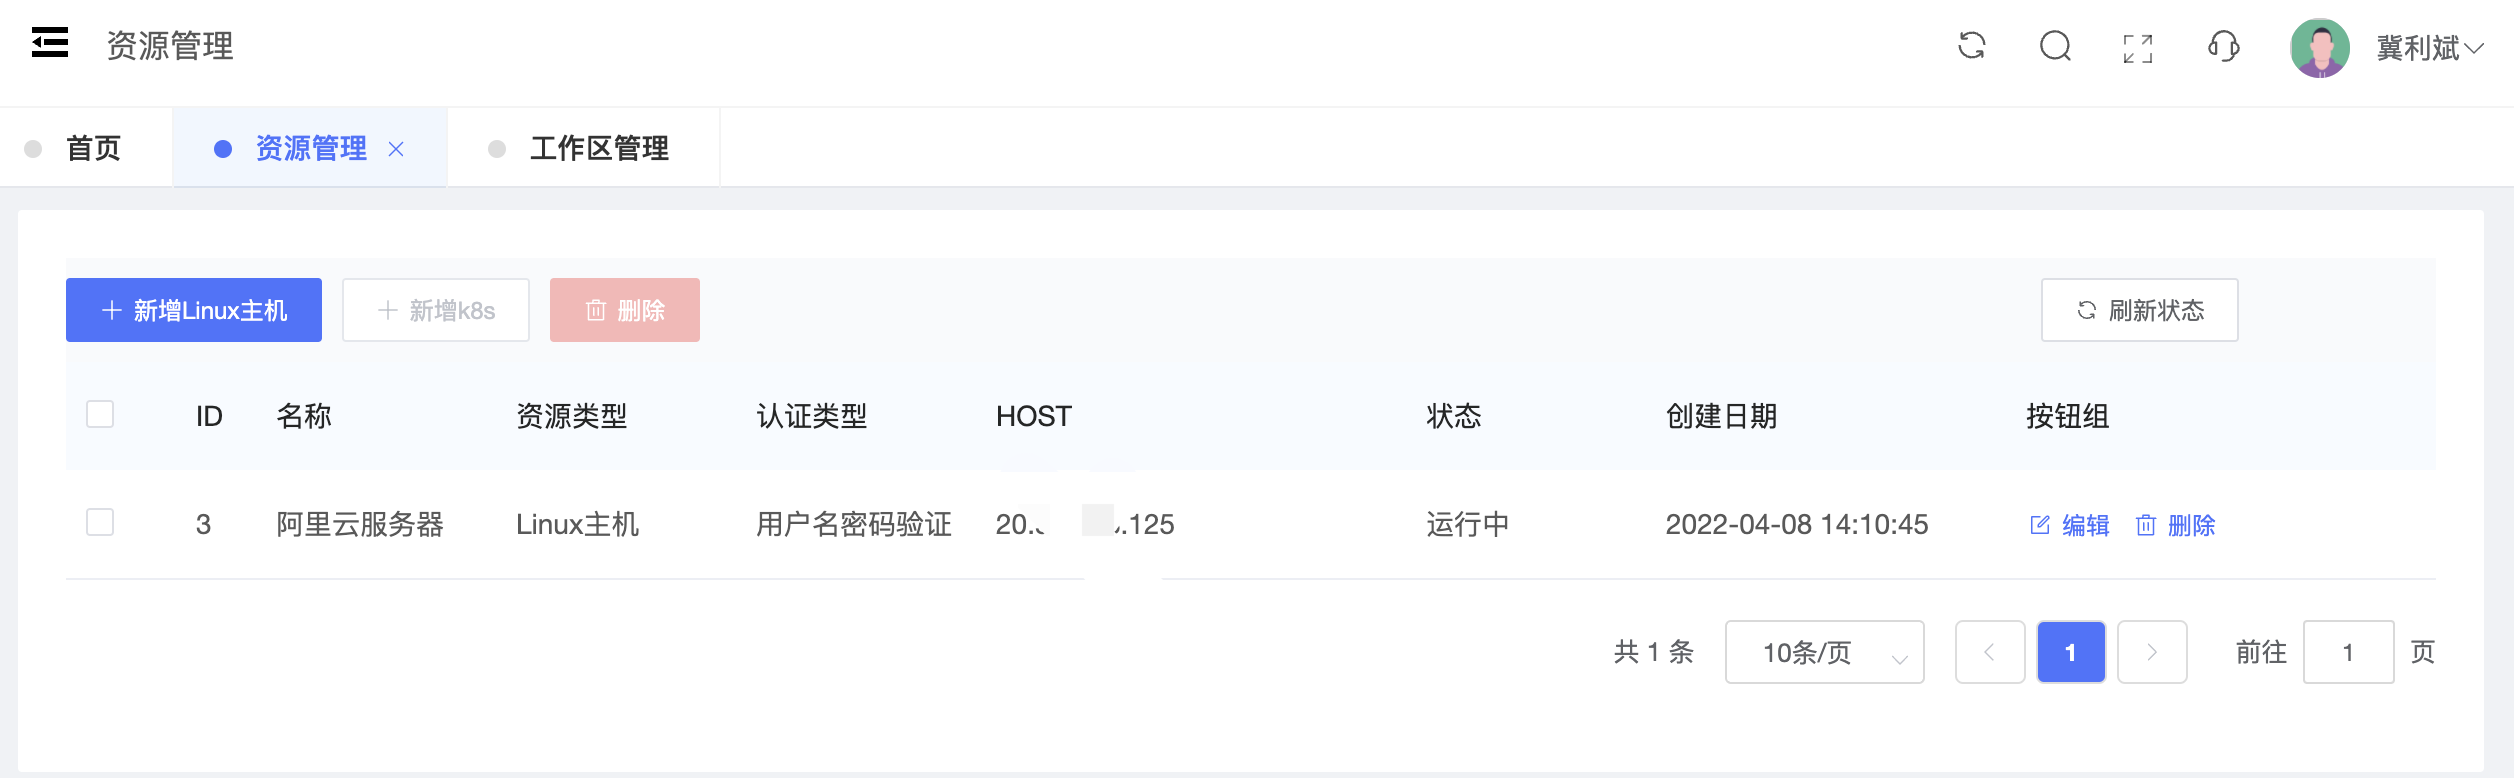 资源管理 冀利斌
首页 资源管理 工作区管理
新增Linux主机 新增k8s 删除 刷新状态
ID 名称 资源类型 认证类型 HOST 状态 创建日期 按钮组
3 阿里云服务器 Linux主机 用户名密码验证 20. .125 运行中 2022-04-08 14:10:45 编辑 删除
共 1 条 10条/页 1 前往 1 页